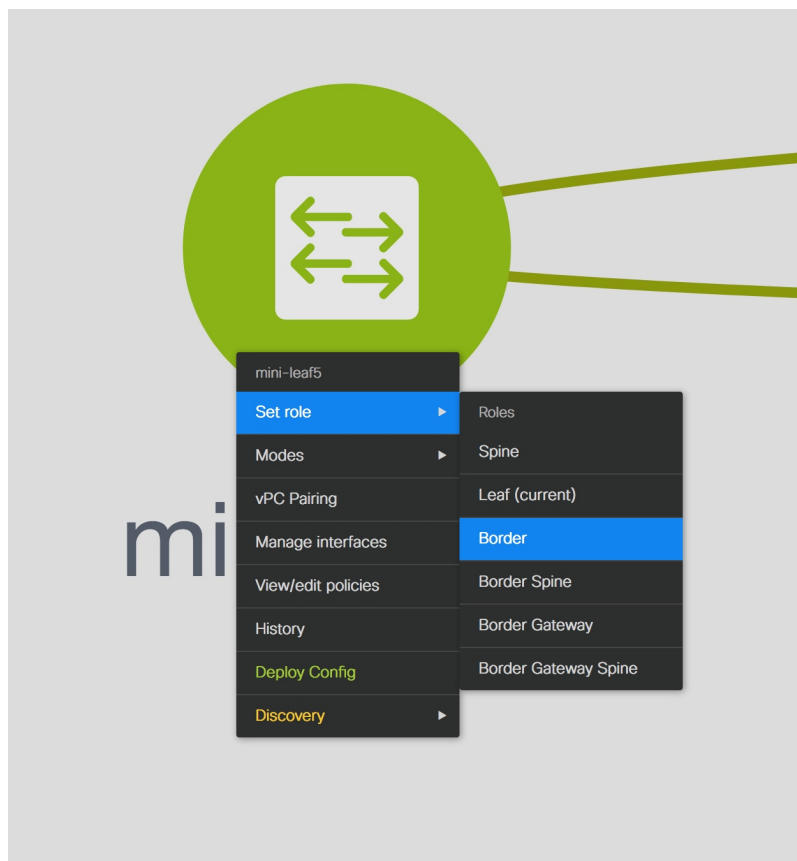 mini-leaf5
Set role
Modes
vPC Pairing
Manage interfaces
View/edit policies
History
Deploy Config
Discovery
Roles
Spine
Leaf (current)
Border
Border Spine
Border Gateway
Border Gateway Spine
mi